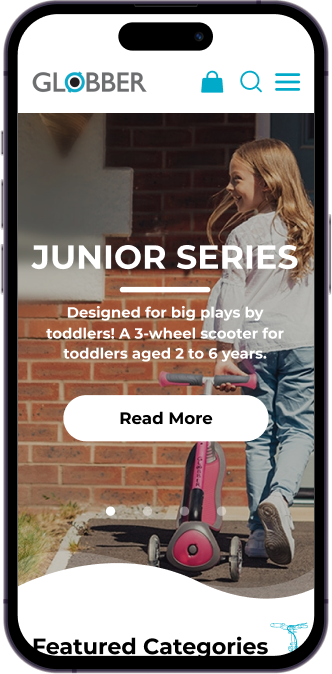 GLOBBER
JUNIOR SERIES
Designed for big plays by
toddlers! A 3-wheel scooter for
toddlers aged 2 to 6 years.
Read More
Featured Categories